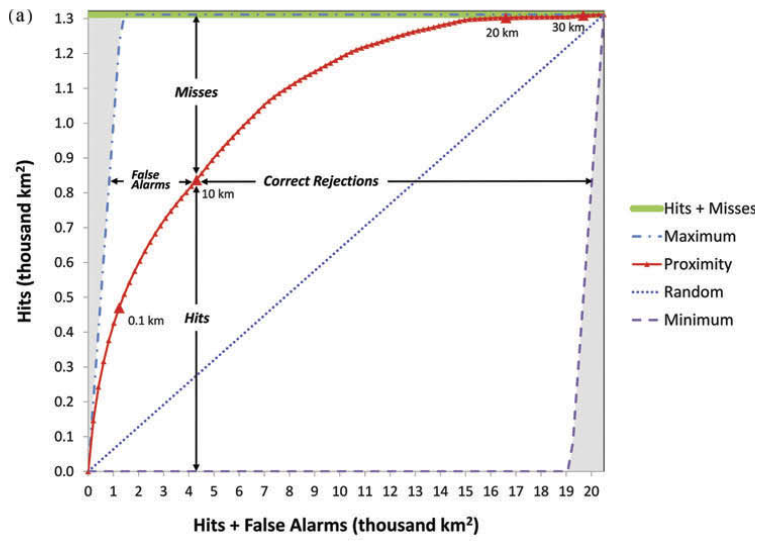 (a)
1.3
1.2
1.1
1.0
0.9
0.8
0.7
0.6
0.5
0.4
0.3
0.2
0.1
0.0
Hits (thousand km²)
20 km
30 km
Misses
False
Alarms
Correct Rejections
10 km
0.1 km
Hits
Hits + Misses
Maximum
Proximity
Random
Minimum
0 1 2 3 4 5 6 7 8 9 10 11 12 13 14 15 16 17 18 19 20
Hits + False Alarms (thousand km²)